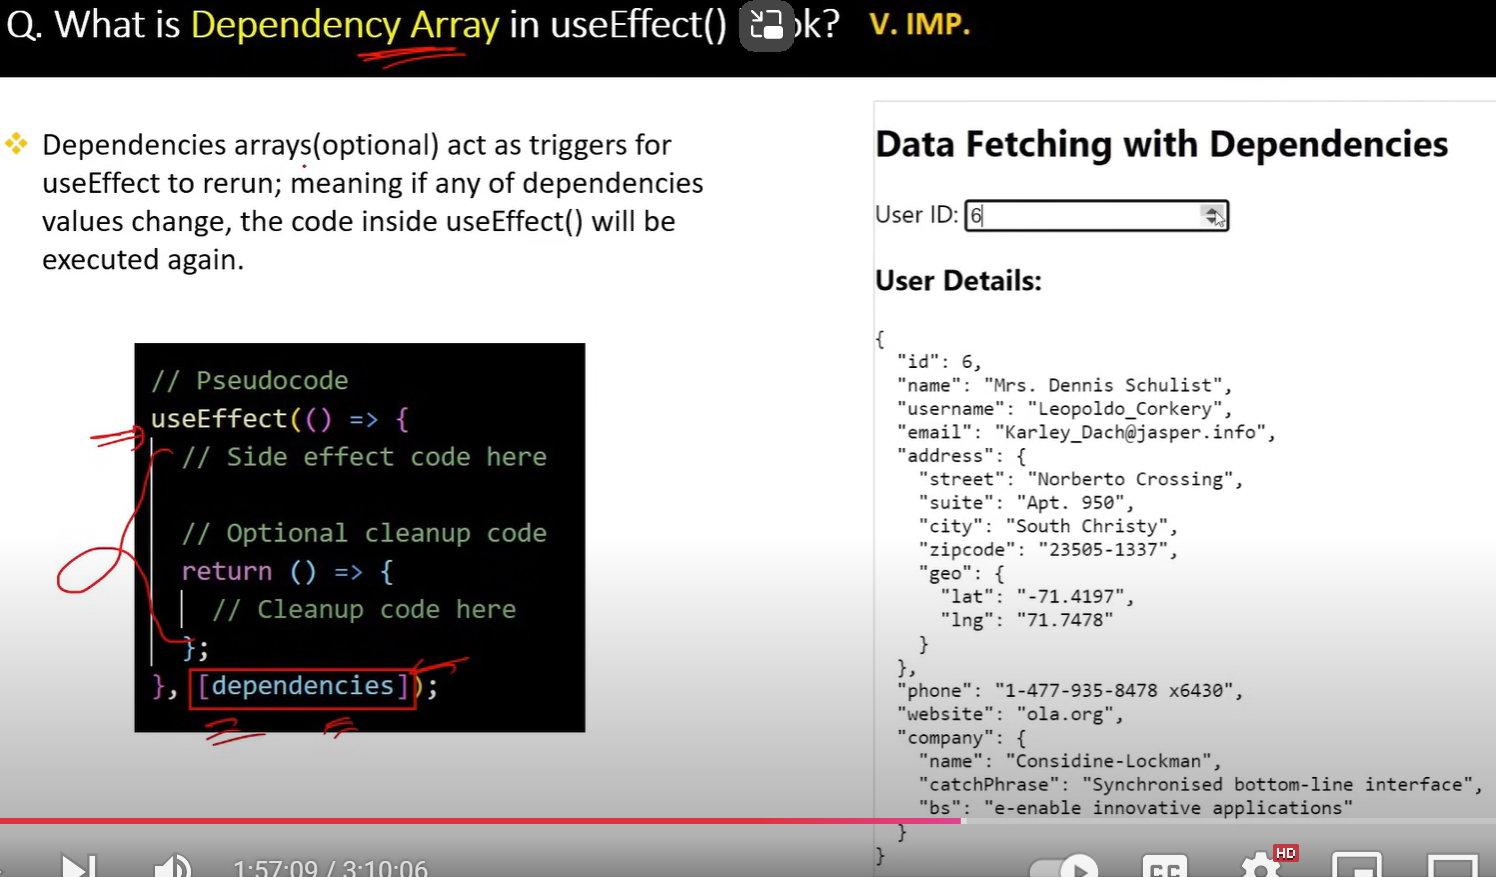 Q. What is Dependency Array in useEffect() ok? V. IMP.
Dependencies arrays(optional) act as triggers for
useEffect to rerun; meaning if any of dependencies
values change, the code inside useEffect() will be
executed again.
// Pseudocode
useEffect(() => {
// Side effect code here
// Optional cleanup code
return () => {
// Cleanup code here
};
}, [dependencies]);
Data Fetching with Dependencies
User ID: 6
User Details:
{
"id": 6,
"name": "Mrs. Dennis Schulist",
"username": "Leopoldo_Corkery",
"email": "Karley_Dach@jasper.info",
"address": {
"street": "Norberto Crossing",
"suite": "Apt. 950",
"city": "South Christy",
"zipcode": "23505-1337",
"geo": {
"lat": "-71.4197",
"lng": "71.7478"
}
},
"phone": "1-477-935-8478 x6430",
"website": "ola.org",
"company": {
"name": "Considine-Lockman",
"catchPhrase": "Synchronised bottom-line interface",
"bs": "e-enable innovative applications"
}
}
1:57:09 / 3:10:06
CC
HD